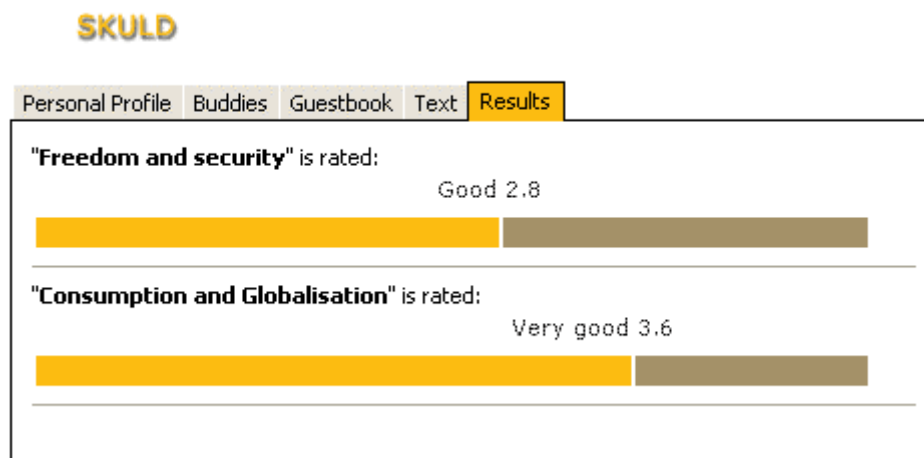 SKULD
Personal Profile Buddies Guestbook Text Results
"Freedom and security" is rated:
Good 2.8
"Consumption and Globalisation" is rated:
Very good 3.6